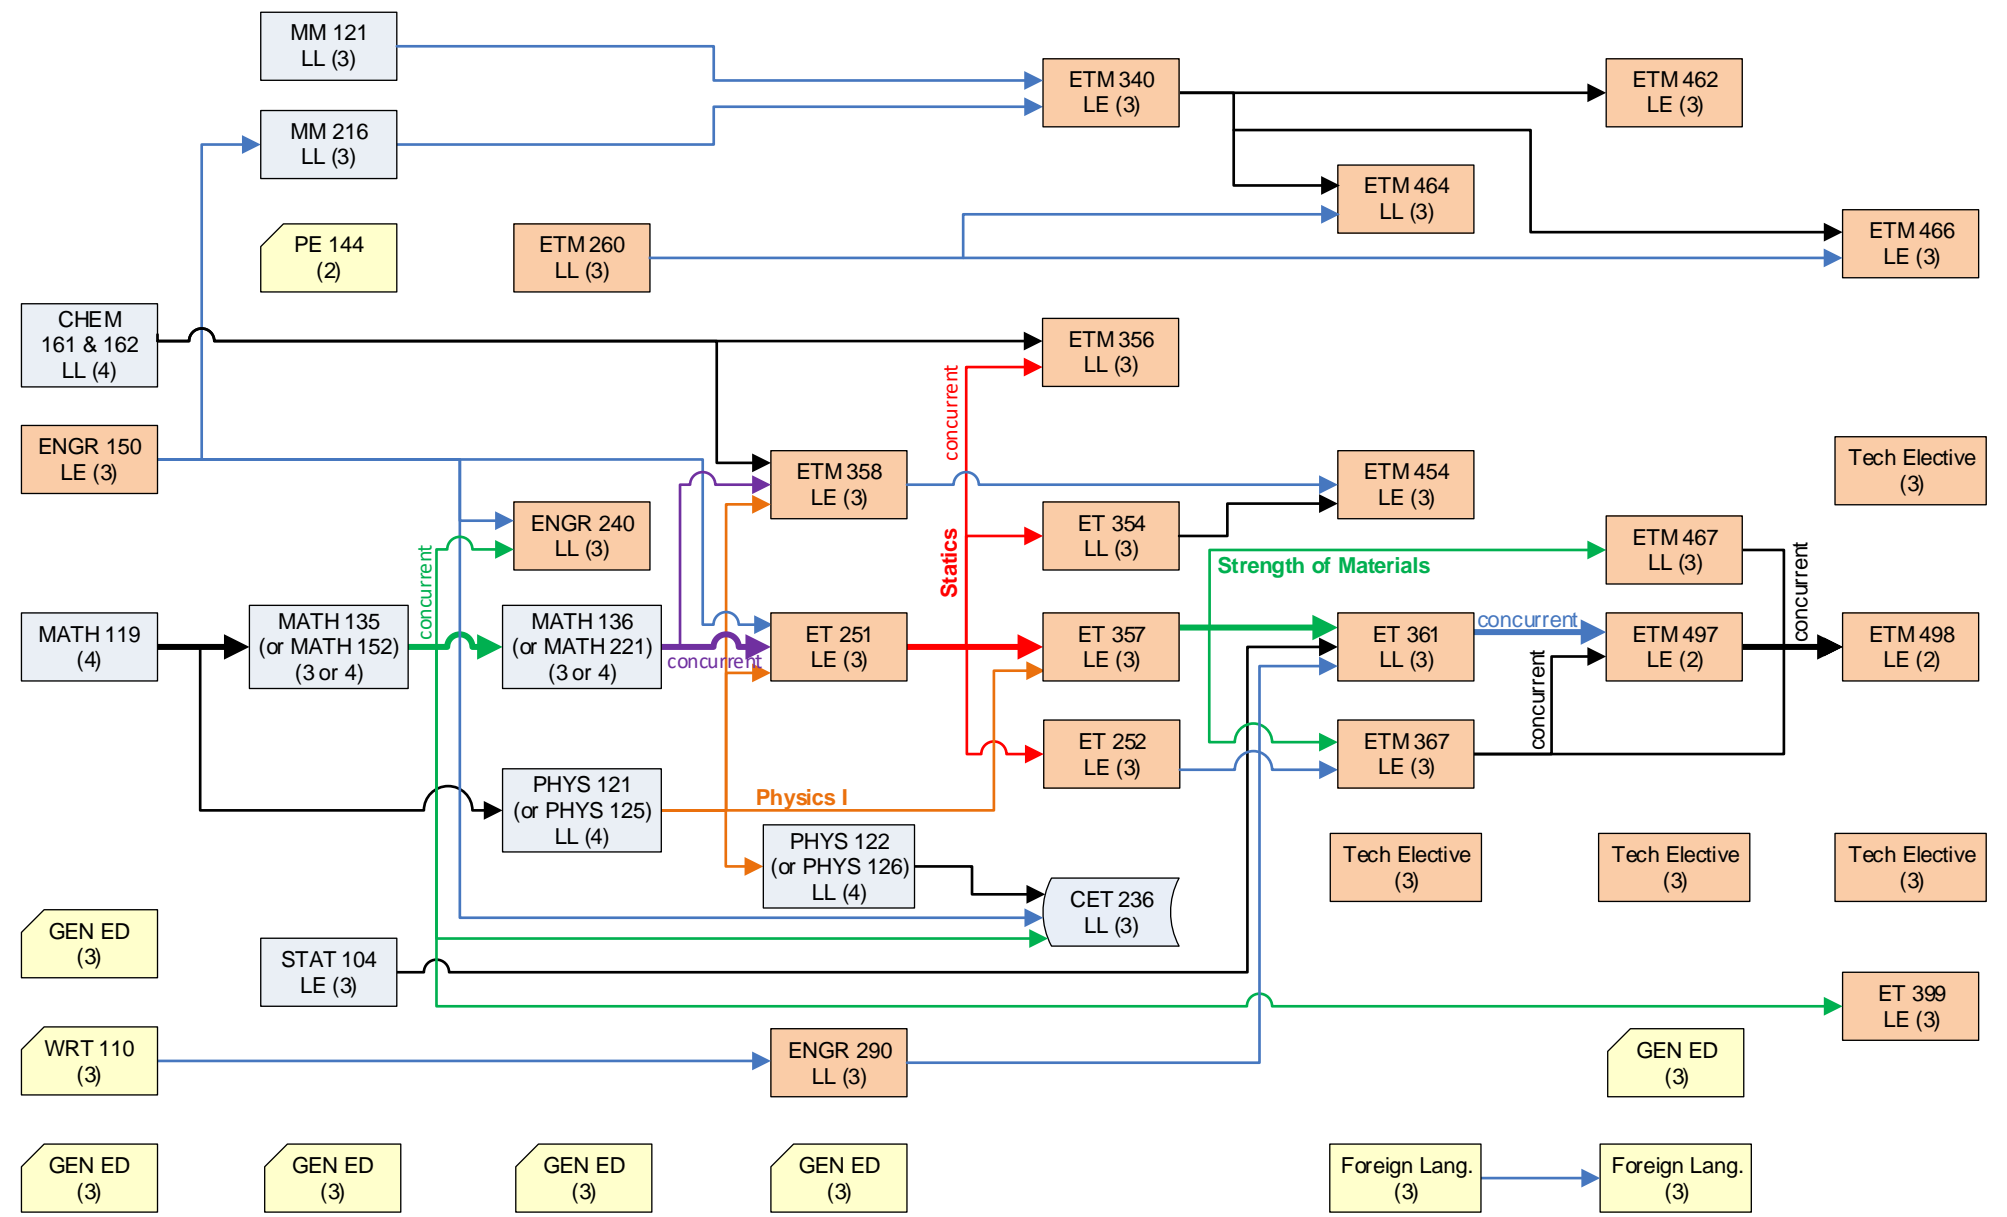 MM 121
LL (3)
MM 216
LL (3)
ETM 340
LE (3)
ETM 462
LE (3)
ETM 464
LL (3)
PE 144
(2)
ETM 260
LL (3)
ETM 466
LE (3)
CHEM
161 & 162
LL (4)
ETM 356
LL (3)
concurrent
ENGR 150
LE (3)
ETM 358
LE (3)
ETM 454
LE (3)
Tech Elective
(3)
ENGR 240
LL (3)
concurrent
ET 354
LL (3)
Statics
Strength of Materials
ETM 467
LL (3)
concurrent
MATH 119
(4)
MATH 135
(or MATH 152)
(3 or 4)
MATH 136
(or MATH 221)
(3 or 4)
concurrent
ET 251
LE (3)
ET 357
LE (3)
ET 361
LL (3)
concurrent
ETM 497
LE (2)
ETM 498
LE (2)
concurrent
ET 252
LE (3)
ETM 367
LE (3)
PHYS 121
(or PHYS 125)
LL (4)
Physics I
PHYS 122
(or PHYS 126)
LL (4)
Tech Elective
(3)
Tech Elective
(3)
Tech Elective
(3)
CET 236
LL (3)
GEN ED
(3)
STAT 104
LE (3)
ET 399
LE (3)
WRT 110
(3)
ENGR 290
LL (3)
GEN ED
(3)
GEN ED
(3)
GEN ED
(3)
GEN ED
(3)
GEN ED
(3)
Foreign Lang.
(3)
Foreign Lang.
(3)